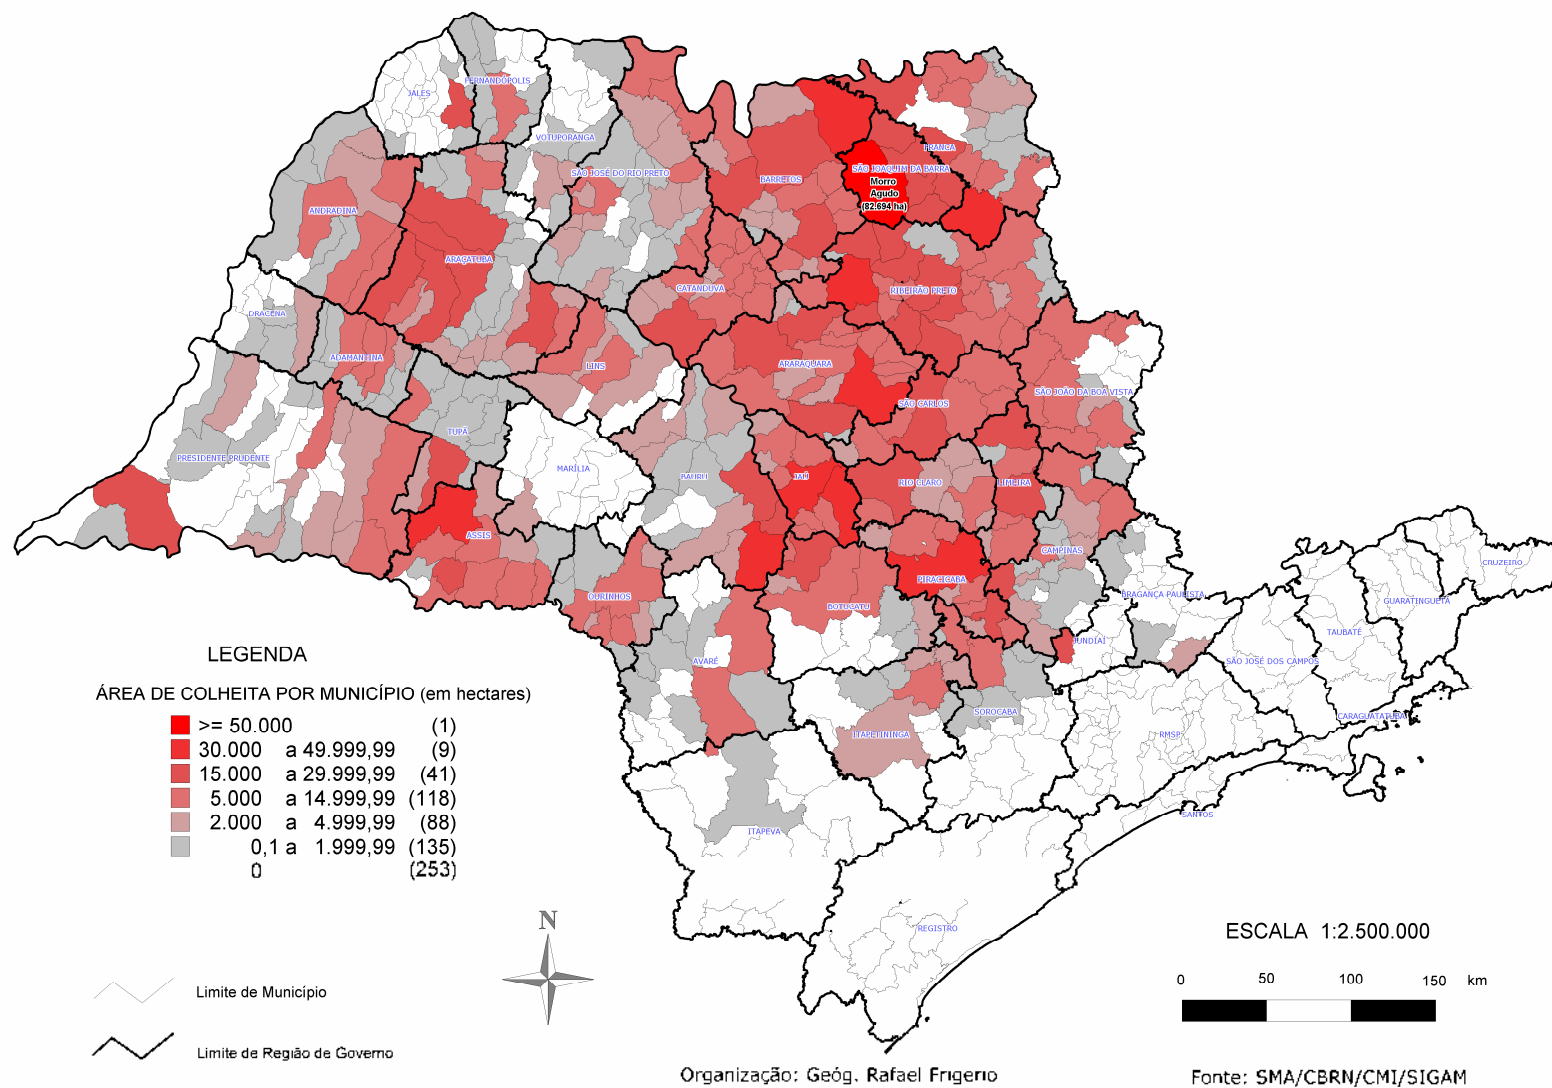 FERNANDÓPOLIS
JALES
VOTUPORANGA
FRANCA
SÃO JOSÉ DO RIO PRETO
BARRETOS
SÃO JOAQUIM DA BARRA
Morro
Agudo
(82.694 ha)
ANDRADINA
ARAÇATUBA
CATANDUVA
RIBEIRÃO PRETO
DRACENA
ADAMANTINA
LINS
ARARAQUARA
SÃO JOÃO DA BOA VISTA
SÃO CARLOS
TUPÃ
PRESIDENTE PRUDENTE
MARÍLIA
BAURU
JAÚ
RIO CLARO
LIMEIRA
ASSIS
CAMPINAS
CRUZEIRO
PIRACICABA
OURINHOS
BOTUCATU
BRAGANÇA PAULISTA
GUARATINGUETÁ
TAUBATÉ
JUNDIAÍ
AVARÉ
SÃO JOSÉ DOS CAMPOS
SOROCABA
CARAGUATATUBA
ITAPETININGA
RMSP
SANTOS
ITAPEVA
REGISTRO
LEGENDA
ÁREA DE COLHEITA POR MUNICÍPIO (em hectares)
>= 50.000 (1)
30.000 a 49.999,99 (9)
15.000 a 29.999,99 (41)
5.000 a 14.999,99 (118)
2.000 a 4.999,99 (88)
0,1 a 1.999,99 (135)
0 (253)
N
ESCALA 1:2.500.000
0 50 100 150 km
Limite de Município
Limite de Região de Governo
Organização: Geóg. Rafael Frigerio
Fonte: SMA/CBRN/CMI/SIGAM